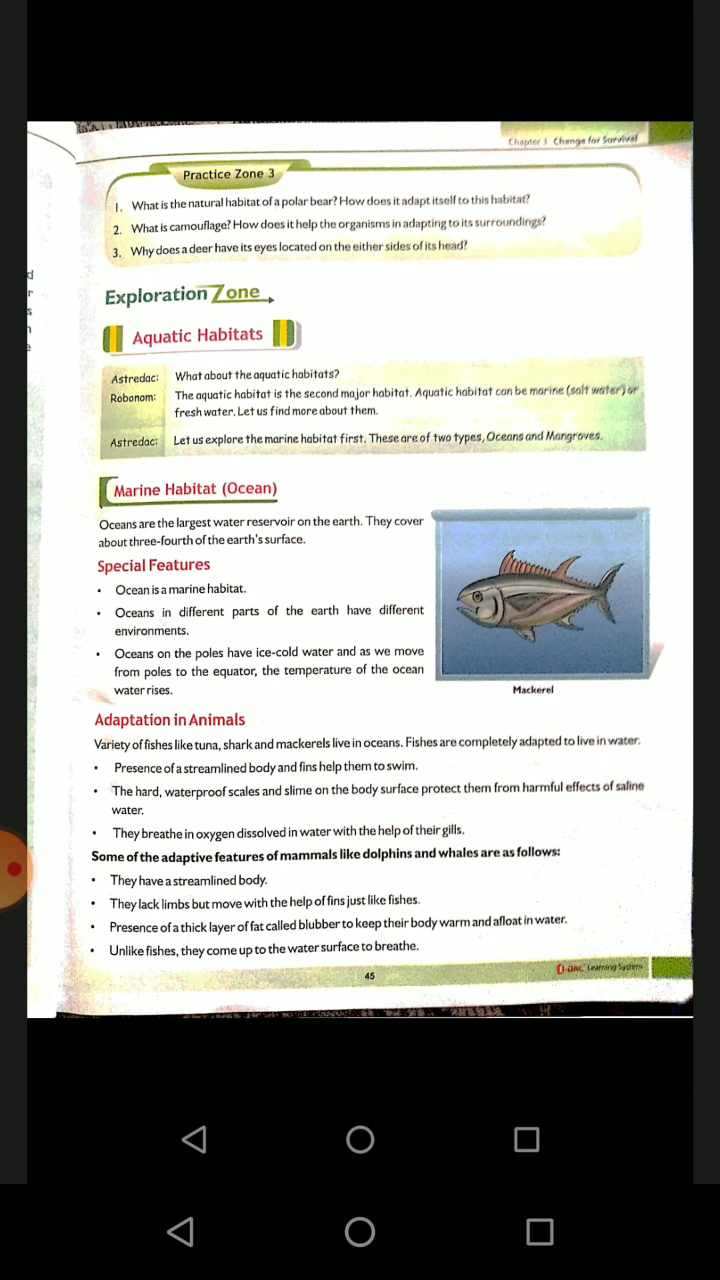 Chapter 3 Change for Survival
Practice Zone 3
1. What is the natural habitat of a polar bear? How does it adapt itself to this habitat?
2. What is camouflage? How does it help the organisms in adapting to its surroundings?
3. Why does a deer have its eyes located on the either sides of its head?
Exploration Zone
Aquatic Habitats
Astredac: What about the aquatic habitats?
Robonom: The aquatic habitat is the second major habitat. Aquatic habitat can be marine (salt water) or
fresh water. Let us find more about them.
Astredac: Let us explore the marine habitat first. These are of two types, Oceans and Mangroves.
Marine Habitat (Ocean)
Oceans are the largest water reservoir on the earth. They cover
about three-fourth of the earth's surface.
Special Features
• Ocean is a marine habitat.
• Oceans in different parts of the earth have different
environments.
• Oceans on the poles have ice-cold water and as we move
from poles to the equator, the temperature of the ocean
water rises.
Mackerel
Adaptation in Animals
Variety of fishes like tuna, shark and mackerels live in oceans. Fishes are completely adapted to live in water.
• Presence of a streamlined body and fins help them to swim.
• The hard, waterproof scales and slime on the body surface protect them from harmful effects of saline
water.
• They breathe in oxygen dissolved in water with the help of their gills.
Some of the adaptive features of mammals like dolphins and whales are as follows:
• They have a streamlined body.
• They lack limbs but move with the help of fins just like fishes.
• Presence of a thick layer of fat called blubber to keep their body warm and afloat in water.
• Unlike fishes, they come up to the water surface to breathe.
45
Learning System